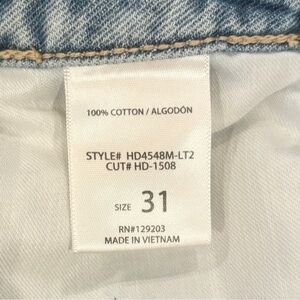 100% COTTON / ALGODÓN
STYLE# HD4548M-LT2
CUT# HD-1508
SIZE 31
RN#129203
MADE IN VIETNAM